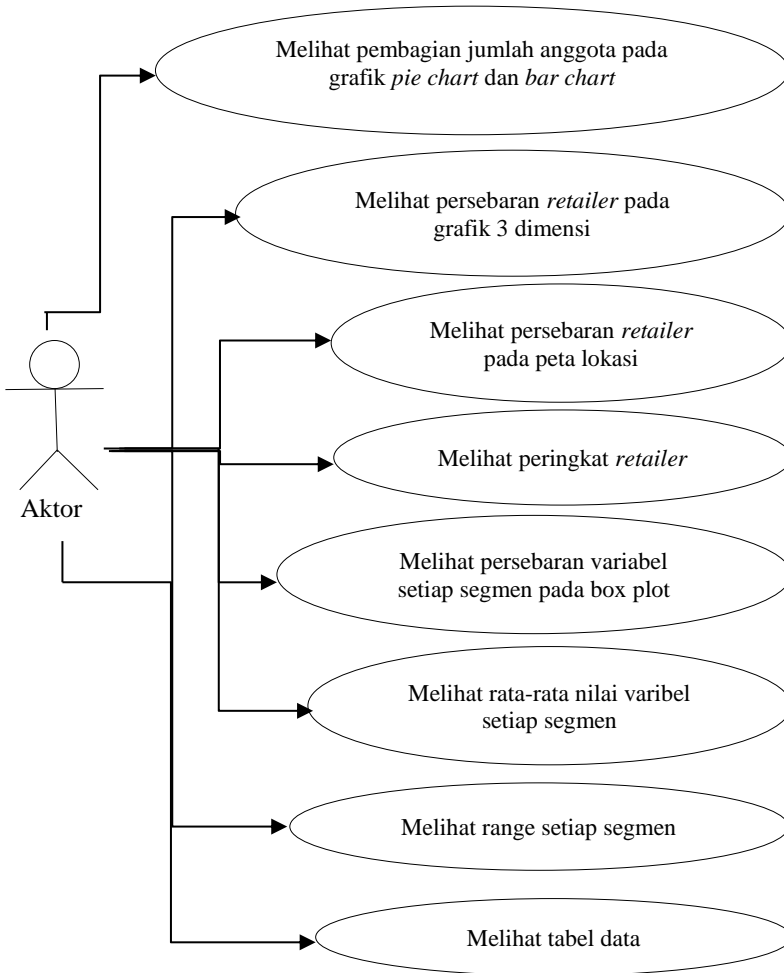 Melihat pembagian jumlah anggota pada
grafik pie chart dan bar chart
Melihat persebaran retailer pada
grafik 3 dimensi
Melihat persebaran retailer
pada peta lokasi
Melihat peringkat retailer
Aktor
Melihat persebaran variabel
setiap segmen pada box plot
Melihat rata-rata nilai varibel
setiap segmen
Melihat range setiap segmen
Melihat tabel data